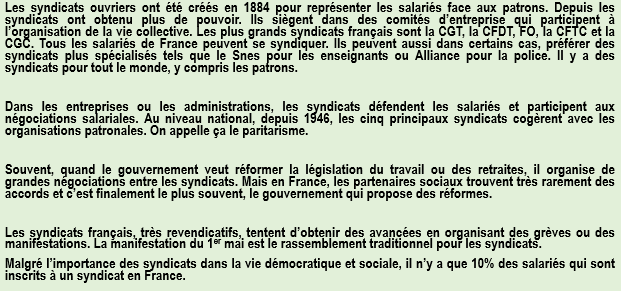 Les syndicats ouvriers ont été créés en 1884 pour représenter les salariés face aux patrons. Depuis les
syndicats ont obtenu plus de pouvoir. Ils siègent dans des comités d'entreprise qui participent à
l'organisation de la vie collective. Les plus grands syndicats français sont la CGT, la CFDT, FO, la CFTC et la
CGC. Tous les salariés de France peuvent se syndiquer. Ils peuvent aussi dans certains cas, préférer des
syndicats plus spécialisés tels que le Snes pour les enseignants ou Alliance pour la police. Il y a des
syndicats pour tout le monde, y compris les patrons.
Dans les entreprises ou les administrations, les syndicats défendent les salariés et participent aux
négociations salariales. Au niveau national, depuis 1946, les cinq principaux syndicats cogèrent avec les
organisations patronales. On appelle ça le paritarisme.
Souvent, quand le gouvernement veut réformer la législation du travail ou des retraites, il organise de
grandes négociations entre les syndicats. Mais en France, les partenaires sociaux trouvent très rarement des
accords et c'est finalement le plus souvent, le gouvernement qui propose des réformes.
Les syndicats français, très revendicatifs, tentent d'obtenir des avancées en organisant des grèves ou des
manifestations. La manifestation du 1er mai est le rassemblement traditionnel pour les syndicats.
Malgré l'importance des syndicats dans la vie démocratique et sociale, il n'y a que 10% des salariés qui sont
inscrits à un syndicat en France.